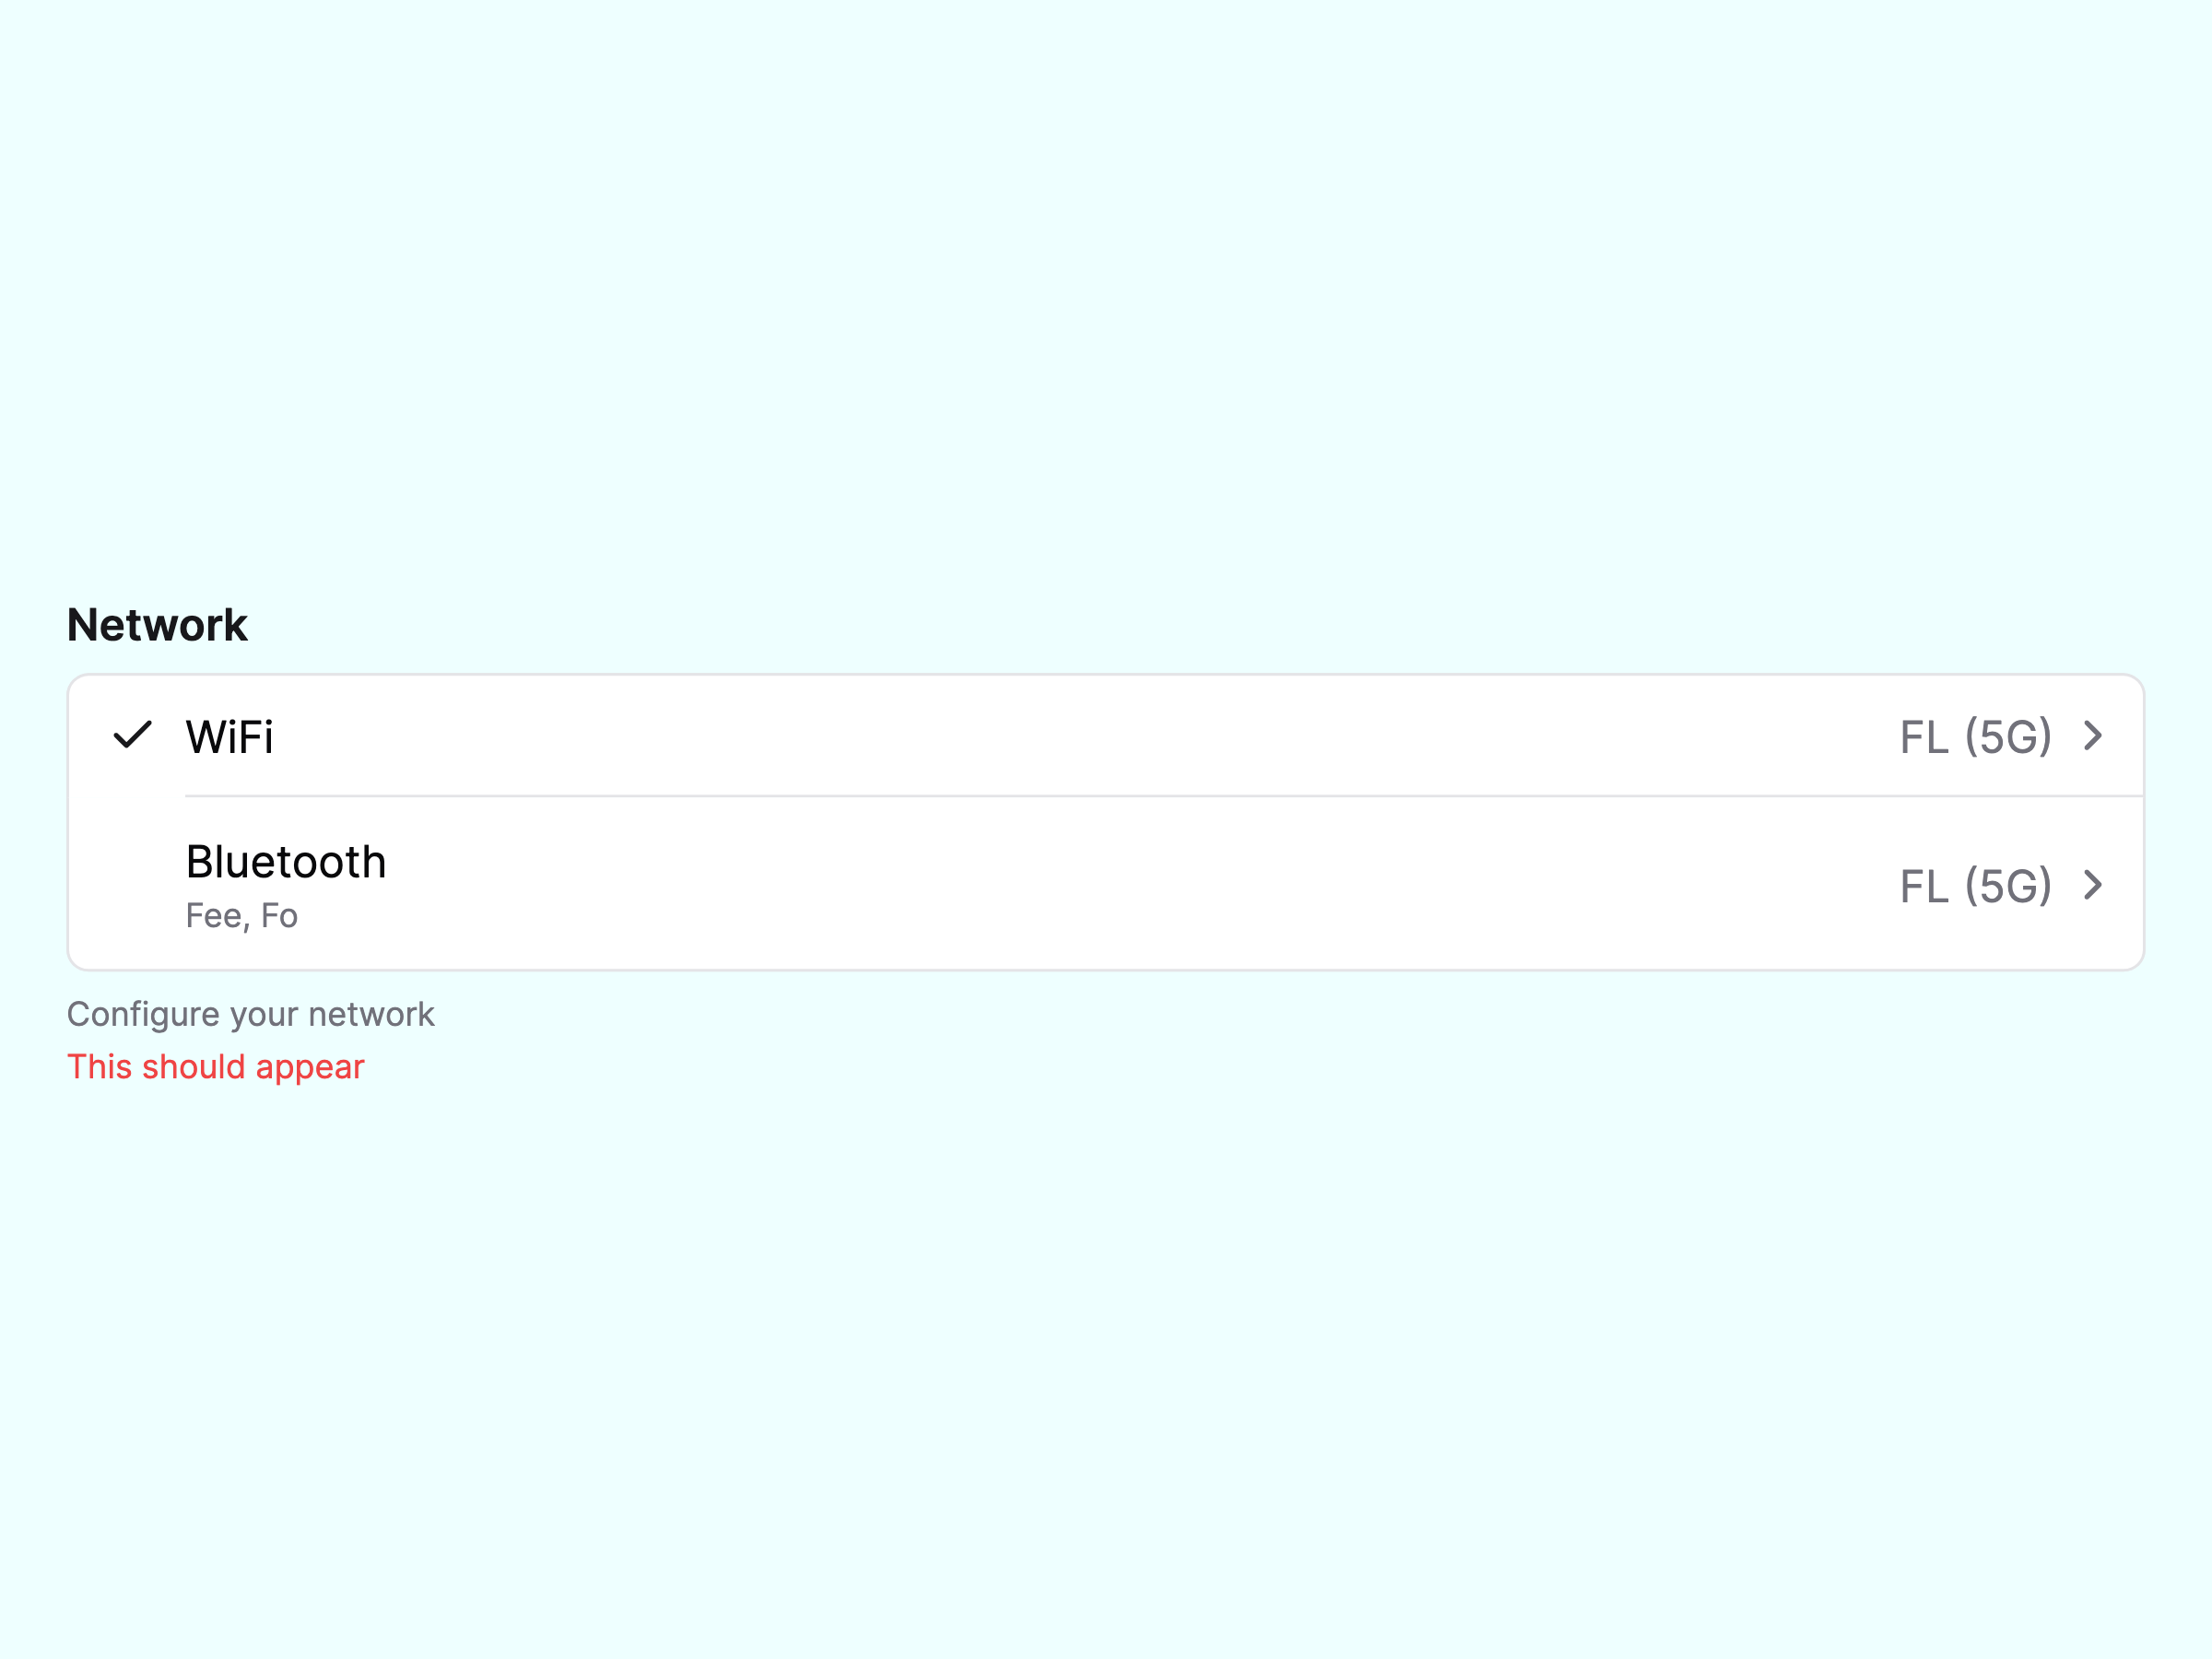 Network
WiFi FL (5G)
Bluetooth
Fee, Fo
FL (5G)
Configure your network
This should appear